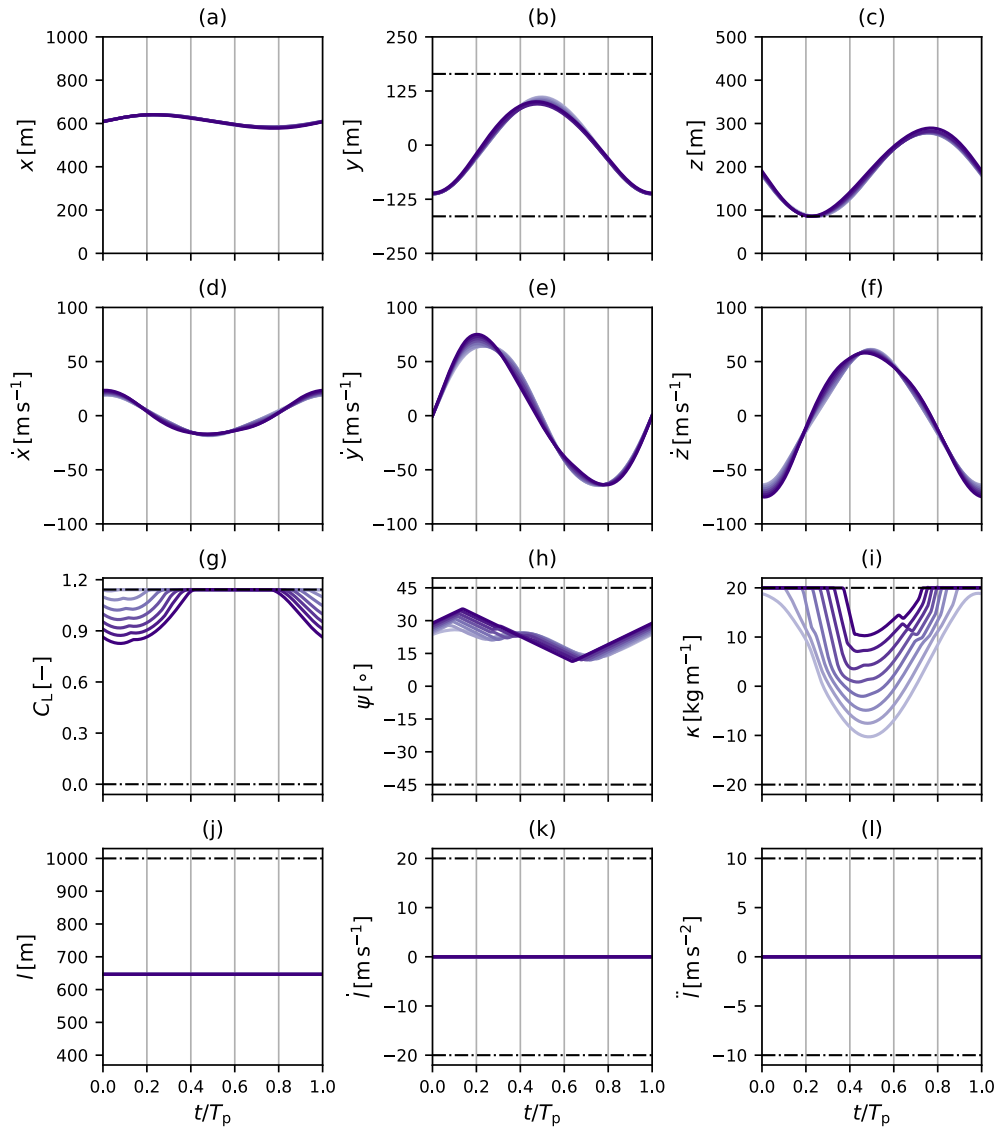 (a)
1000
800
600
400
200
0
x [m]
(b)
250
125
0
−125
−250
y [m]
(c)
500
400
300
200
100
0
z [m]
(d)
100
50
0
−50
−100
ẋ [m s⁻¹]
(e)
100
50
0
−50
−100
ẏ [m s⁻¹]
(f)
100
50
0
−50
−100
ż [m s⁻¹]
(g)
1.2
0.9
0.6
0.3
0.0
C_L [−]
(h)
45
30
15
0
−15
−30
−45
ψ [∘]
(i)
20
10
0
−10
−20
κ [kg m⁻¹]
(j)
1000
900
800
700
600
500
400
l [m]
0.0 0.2 0.4 0.6 0.8 1.0
t/T_p
(k)
20
10
0
−10
−20
l̇ [m s⁻¹]
0.0 0.2 0.4 0.6 0.8 1.0
t/T_p
(l)
10
5
0
−5
−10
l̈ [m s⁻²]
0.0 0.2 0.4 0.6 0.8 1.0
t/T_p